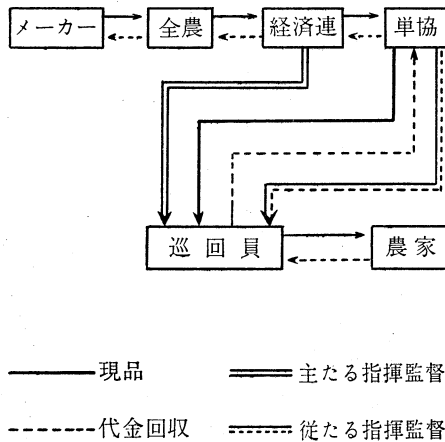 メーカー 全農 経済連 単協
巡回員 農家
現品 主たる指揮監督
代金回収 従たる指揮監督